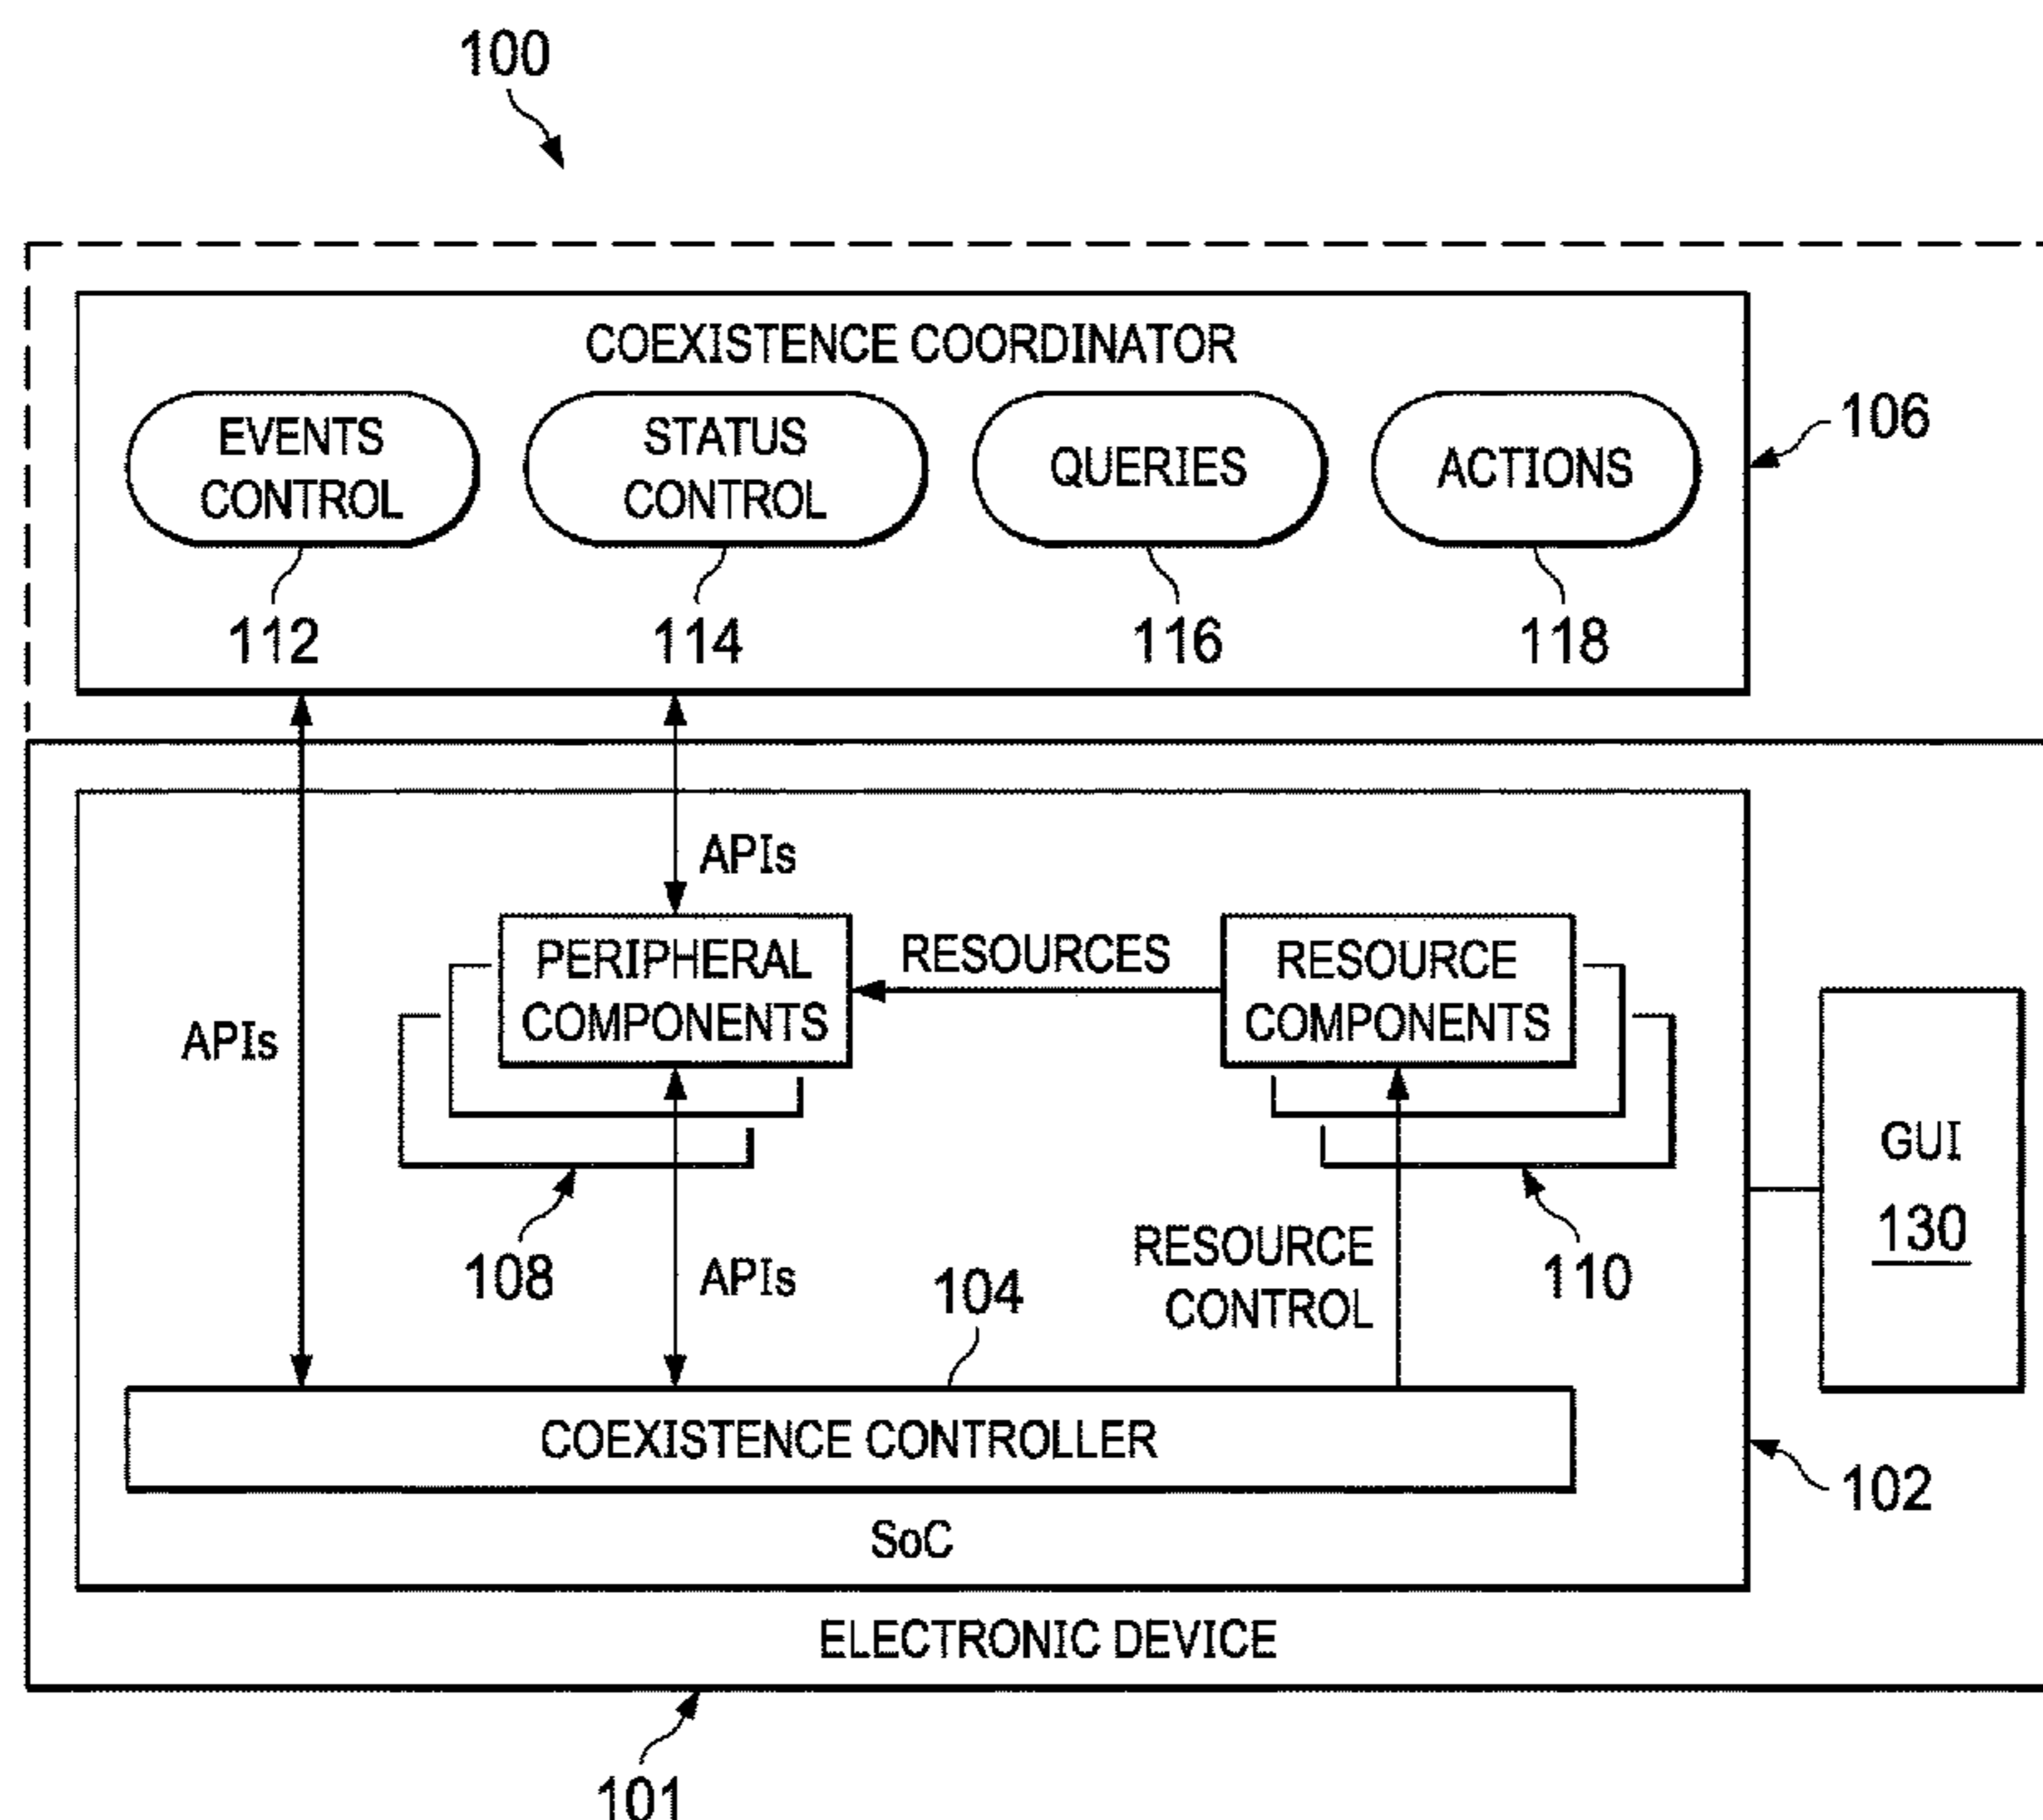 100
COEXISTENCE COORDINATOR
EVENTS
CONTROL
STATUS
CONTROL
QUERIES
ACTIONS
106
112
114
116
118
APIs
APIs
PERIPHERAL
COMPONENTS
RESOURCES
RESOURCE
COMPONENTS
GUI
130
108
APIs
104
RESOURCE
CONTROL
110
COEXISTENCE CONTROLLER
102
SoC
ELECTRONIC DEVICE
101